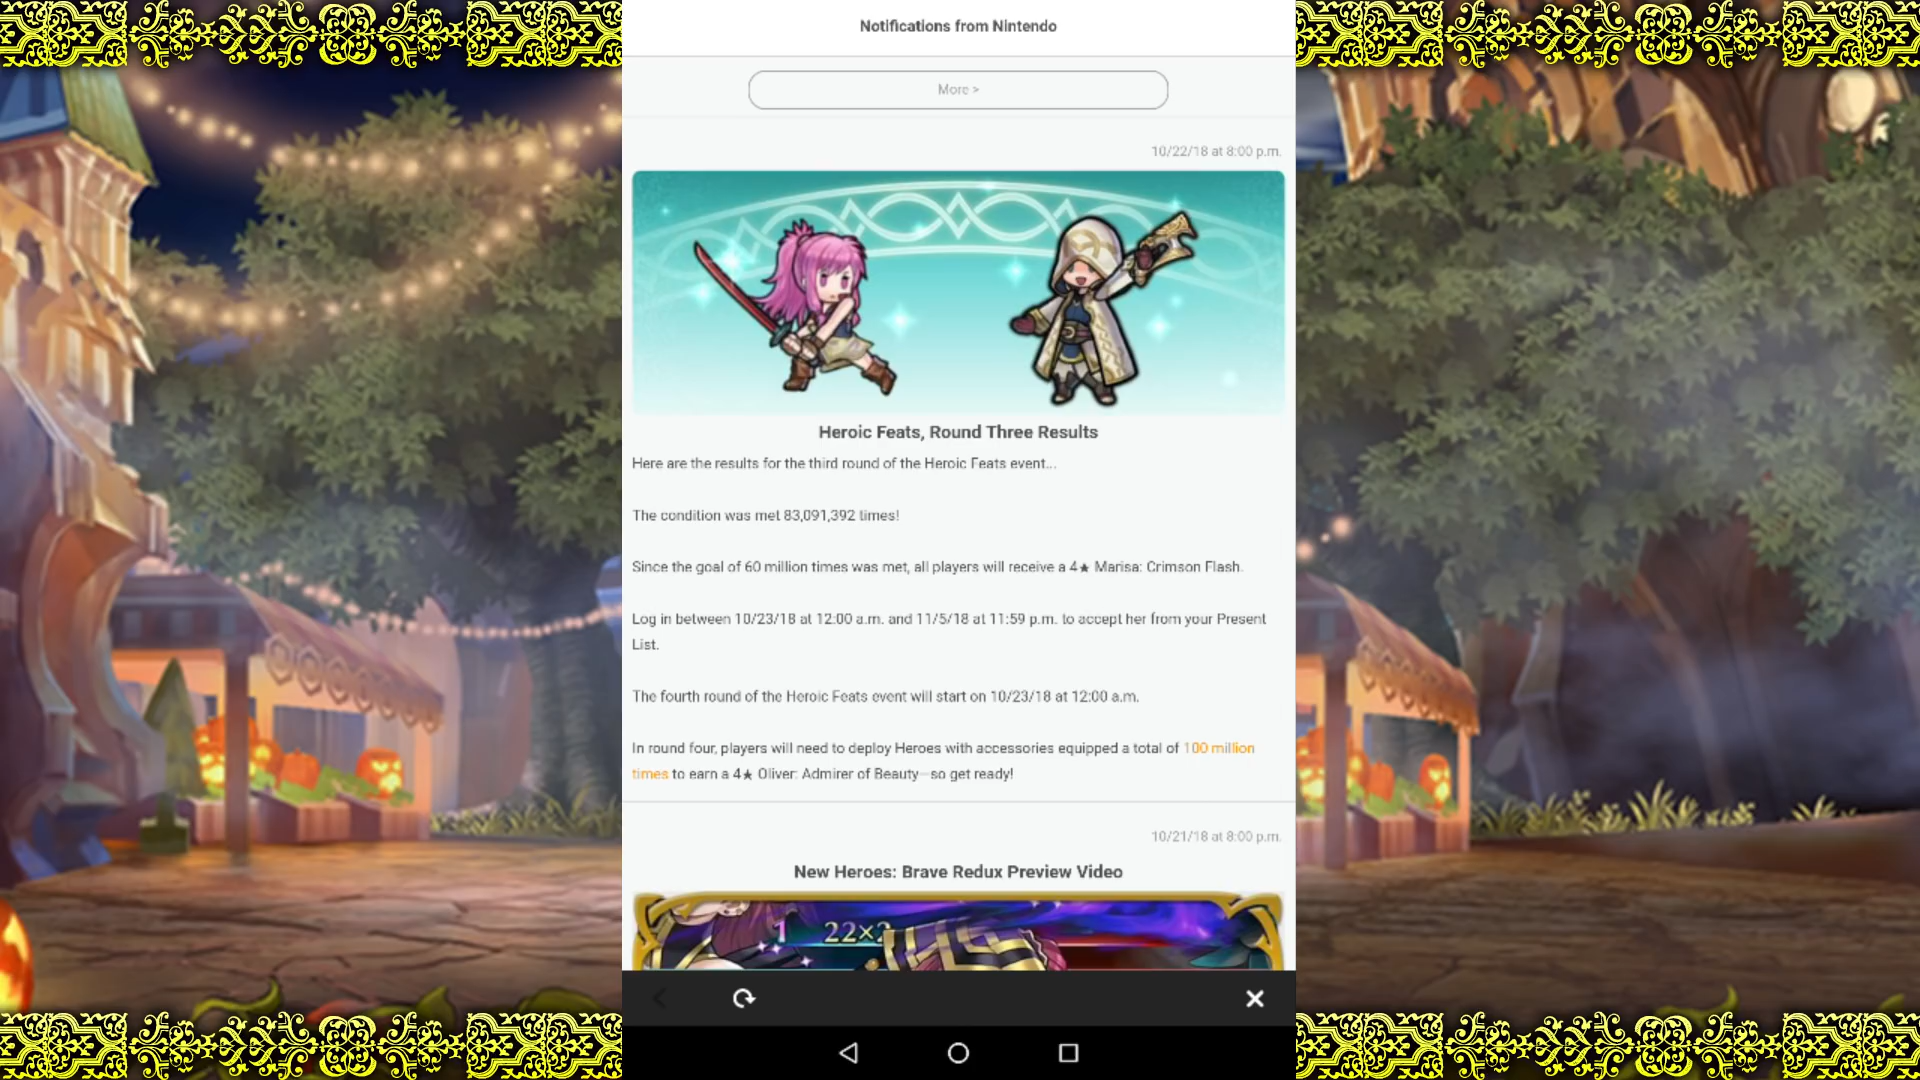 Notifications from Nintendo
More >
10/22/18 at 8:00 p.m.
Heroic Feats, Round Three Results
Here are the results for the third round of the Heroic Feats event...
The condition was met 83,091,392 times!
Since the goal of 60 million times was met, all players will receive a 4★ Marisa: Crimson Flash.
Log in between 10/23/18 at 12:00 a.m. and 11/5/18 at 11:59 p.m. to accept her from your Present
List.
The fourth round of the Heroic Feats event will start on 10/23/18 at 12:00 a.m.
In round four, players will need to deploy Heroes with accessories equipped a total of 100 million
times to earn a 4★ Oliver: Admirer of Beauty—so get ready!
10/21/18 at 8:00 p.m.
New Heroes: Brave Redux Preview Video
1 22×2